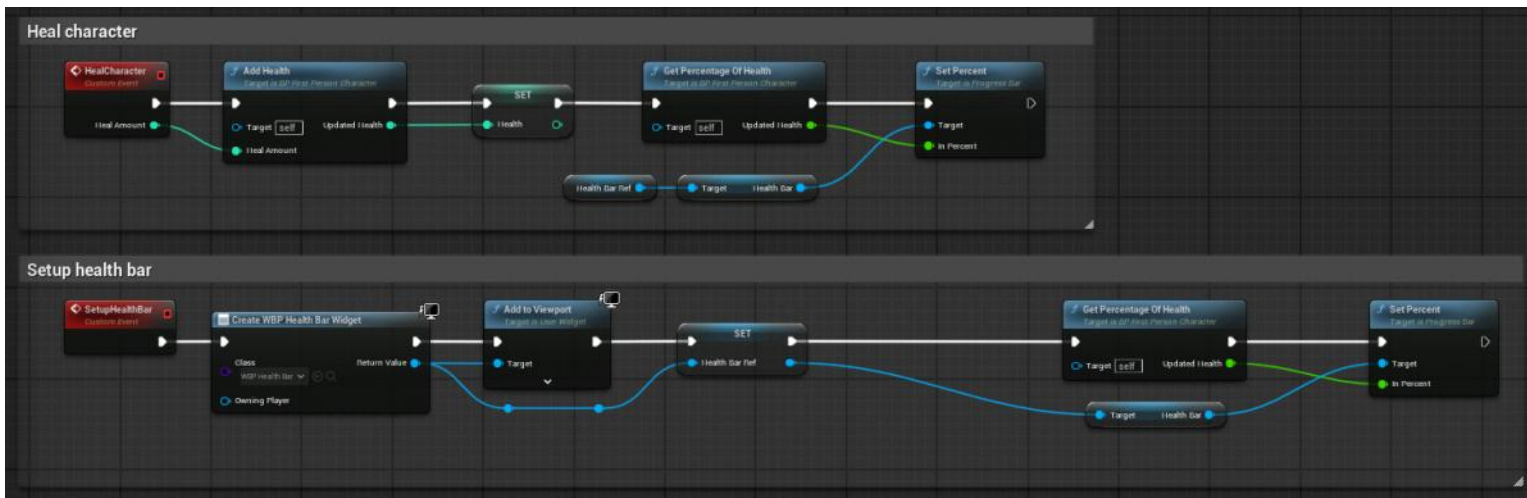 Heal character
HealCharacter
Custom Event
Heal Amount
Add Health
Target is BP First Person Character
Target self
Updated Health
Heal Amount
SET
Health
Get Percentage Of Health
Target is BP First Person Character
Target self
Updated Health
Set Percent
Target is Progress Bar
Target
In Percent
Health Bar Ref
Target Health Bar
Setup health bar
SetupHealthBar
Custom Event
Create WBP Health Bar Widget
Class
WBP Health Bar
Return Value
Owning Player
Add to Viewport
Target is User Widget
Target
SET
Health Bar Ref
Get Percentage Of Health
Target is BP First Person Character
Target self
Updated Health
Set Percent
Target is Progress Bar
Target
In Percent
Target Health Bar